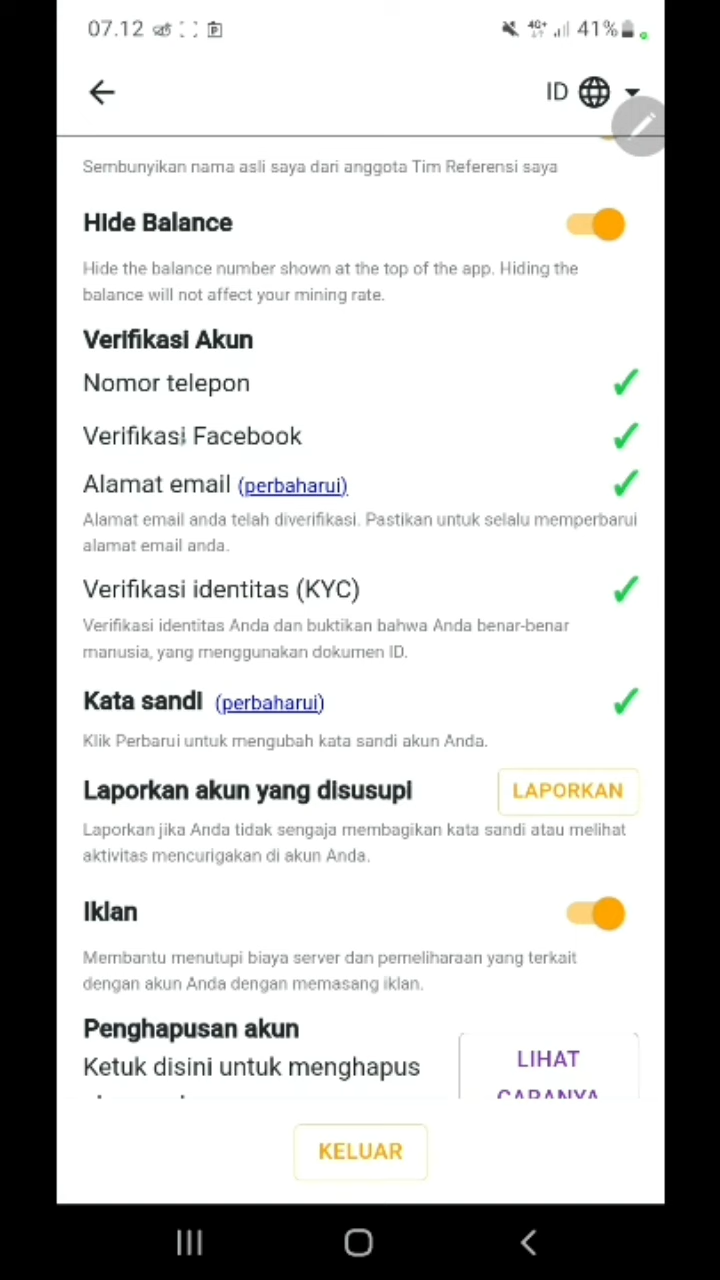 07.12
4G+ 41%
ID
Sembunyikan nama asli saya dari anggota Tim Referensi saya
Hide Balance
Hide the balance number shown at the top of the app. Hiding the
balance will not affect your mining rate.
Verifikasi Akun
Nomor telepon
Verifikasi Facebook
Alamat email (perbaharui)
Alamat email anda telah diverifikasi. Pastikan untuk selalu memperbarui
alamat email anda.
Verifikasi identitas (KYC)
Verifikasi identitas Anda dan buktikan bahwa Anda benar-benar
manusia, yang menggunakan dokumen ID.
Kata sandi (perbaharui)
Klik Perbarui untuk mengubah kata sandi akun Anda.
Laporkan akun yang disusupi
LAPORKAN
Laporkan jika Anda tidak sengaja membagikan kata sandi atau melihat
aktivitas mencurigakan di akun Anda.
Iklan
Membantu menutupi biaya server dan pemeliharaan yang terkait
dengan akun Anda dengan memasang iklan.
Penghapusan akun
Ketuk disini untuk menghapus
LIHAT
CARANYA
KELUAR